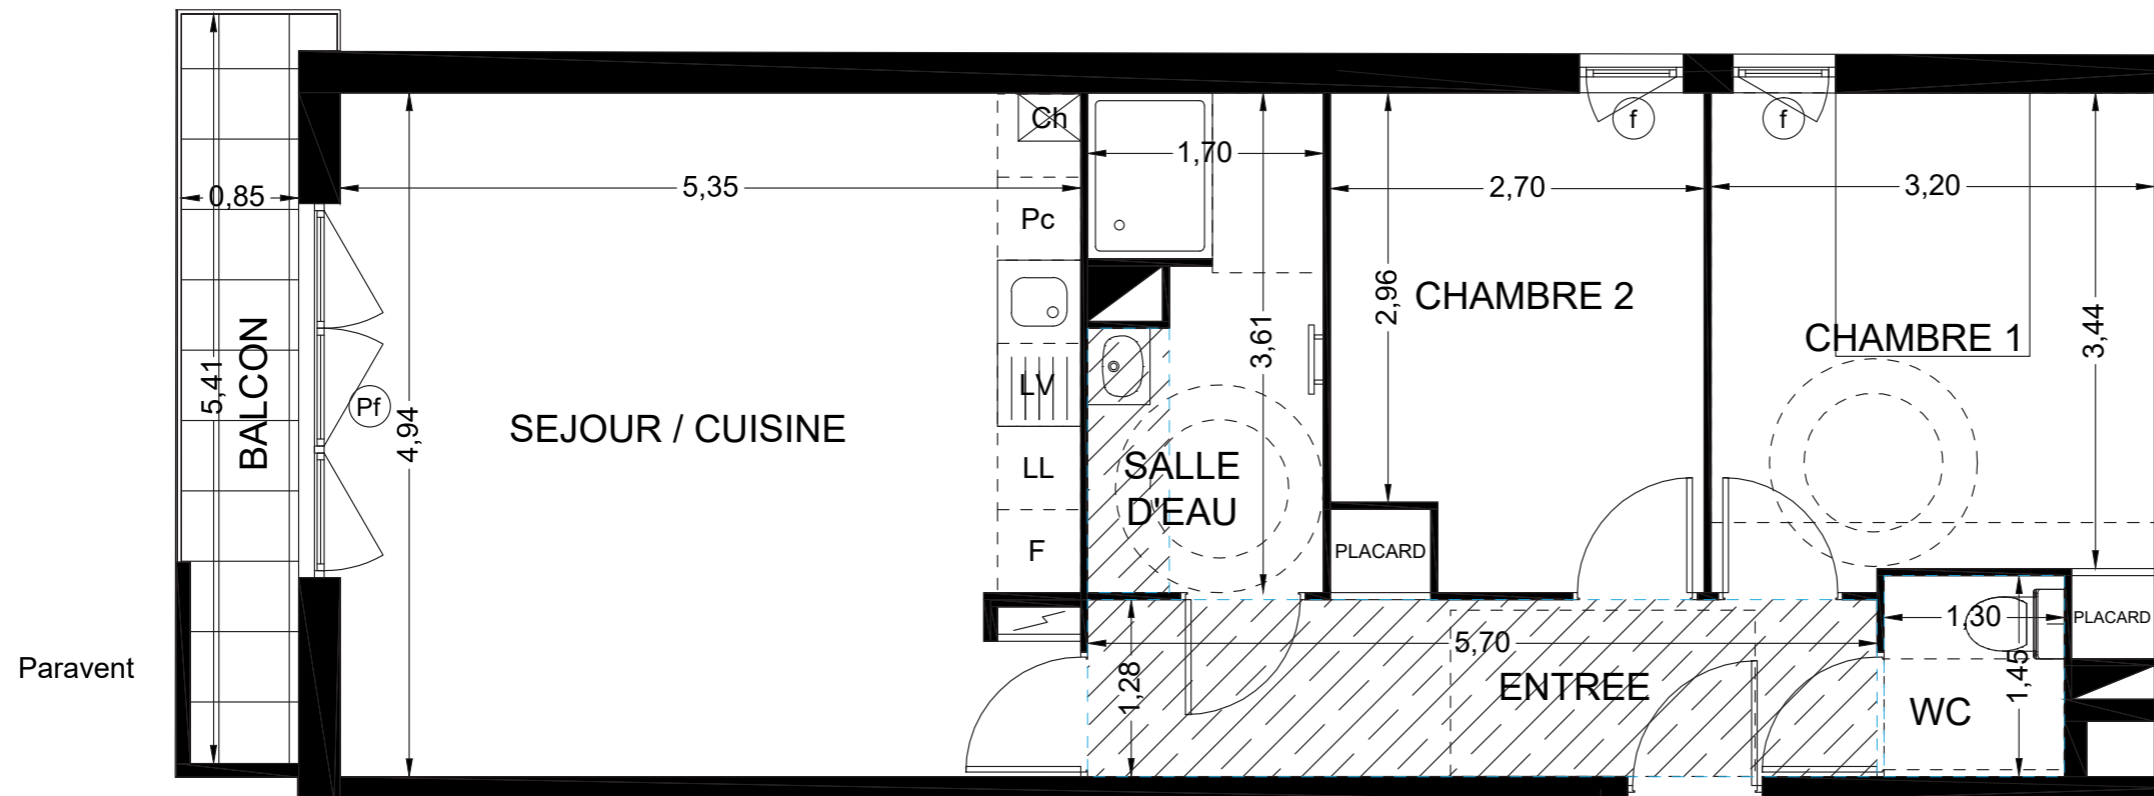 Ch
f
f
1,70
5,35
2,70
3,20
0,85
Pc
CHAMBRE 2
2,96
3,61
CHAMBRE 1
3,44
5,41
BALCON
LV
Pf
4,94
SEJOUR / CUISINE
LL
SALLE
D'EAU
F
PLACARD
1,30
PLACARD
5,70
Paravent
1,28
ENTREE
1,45
WC